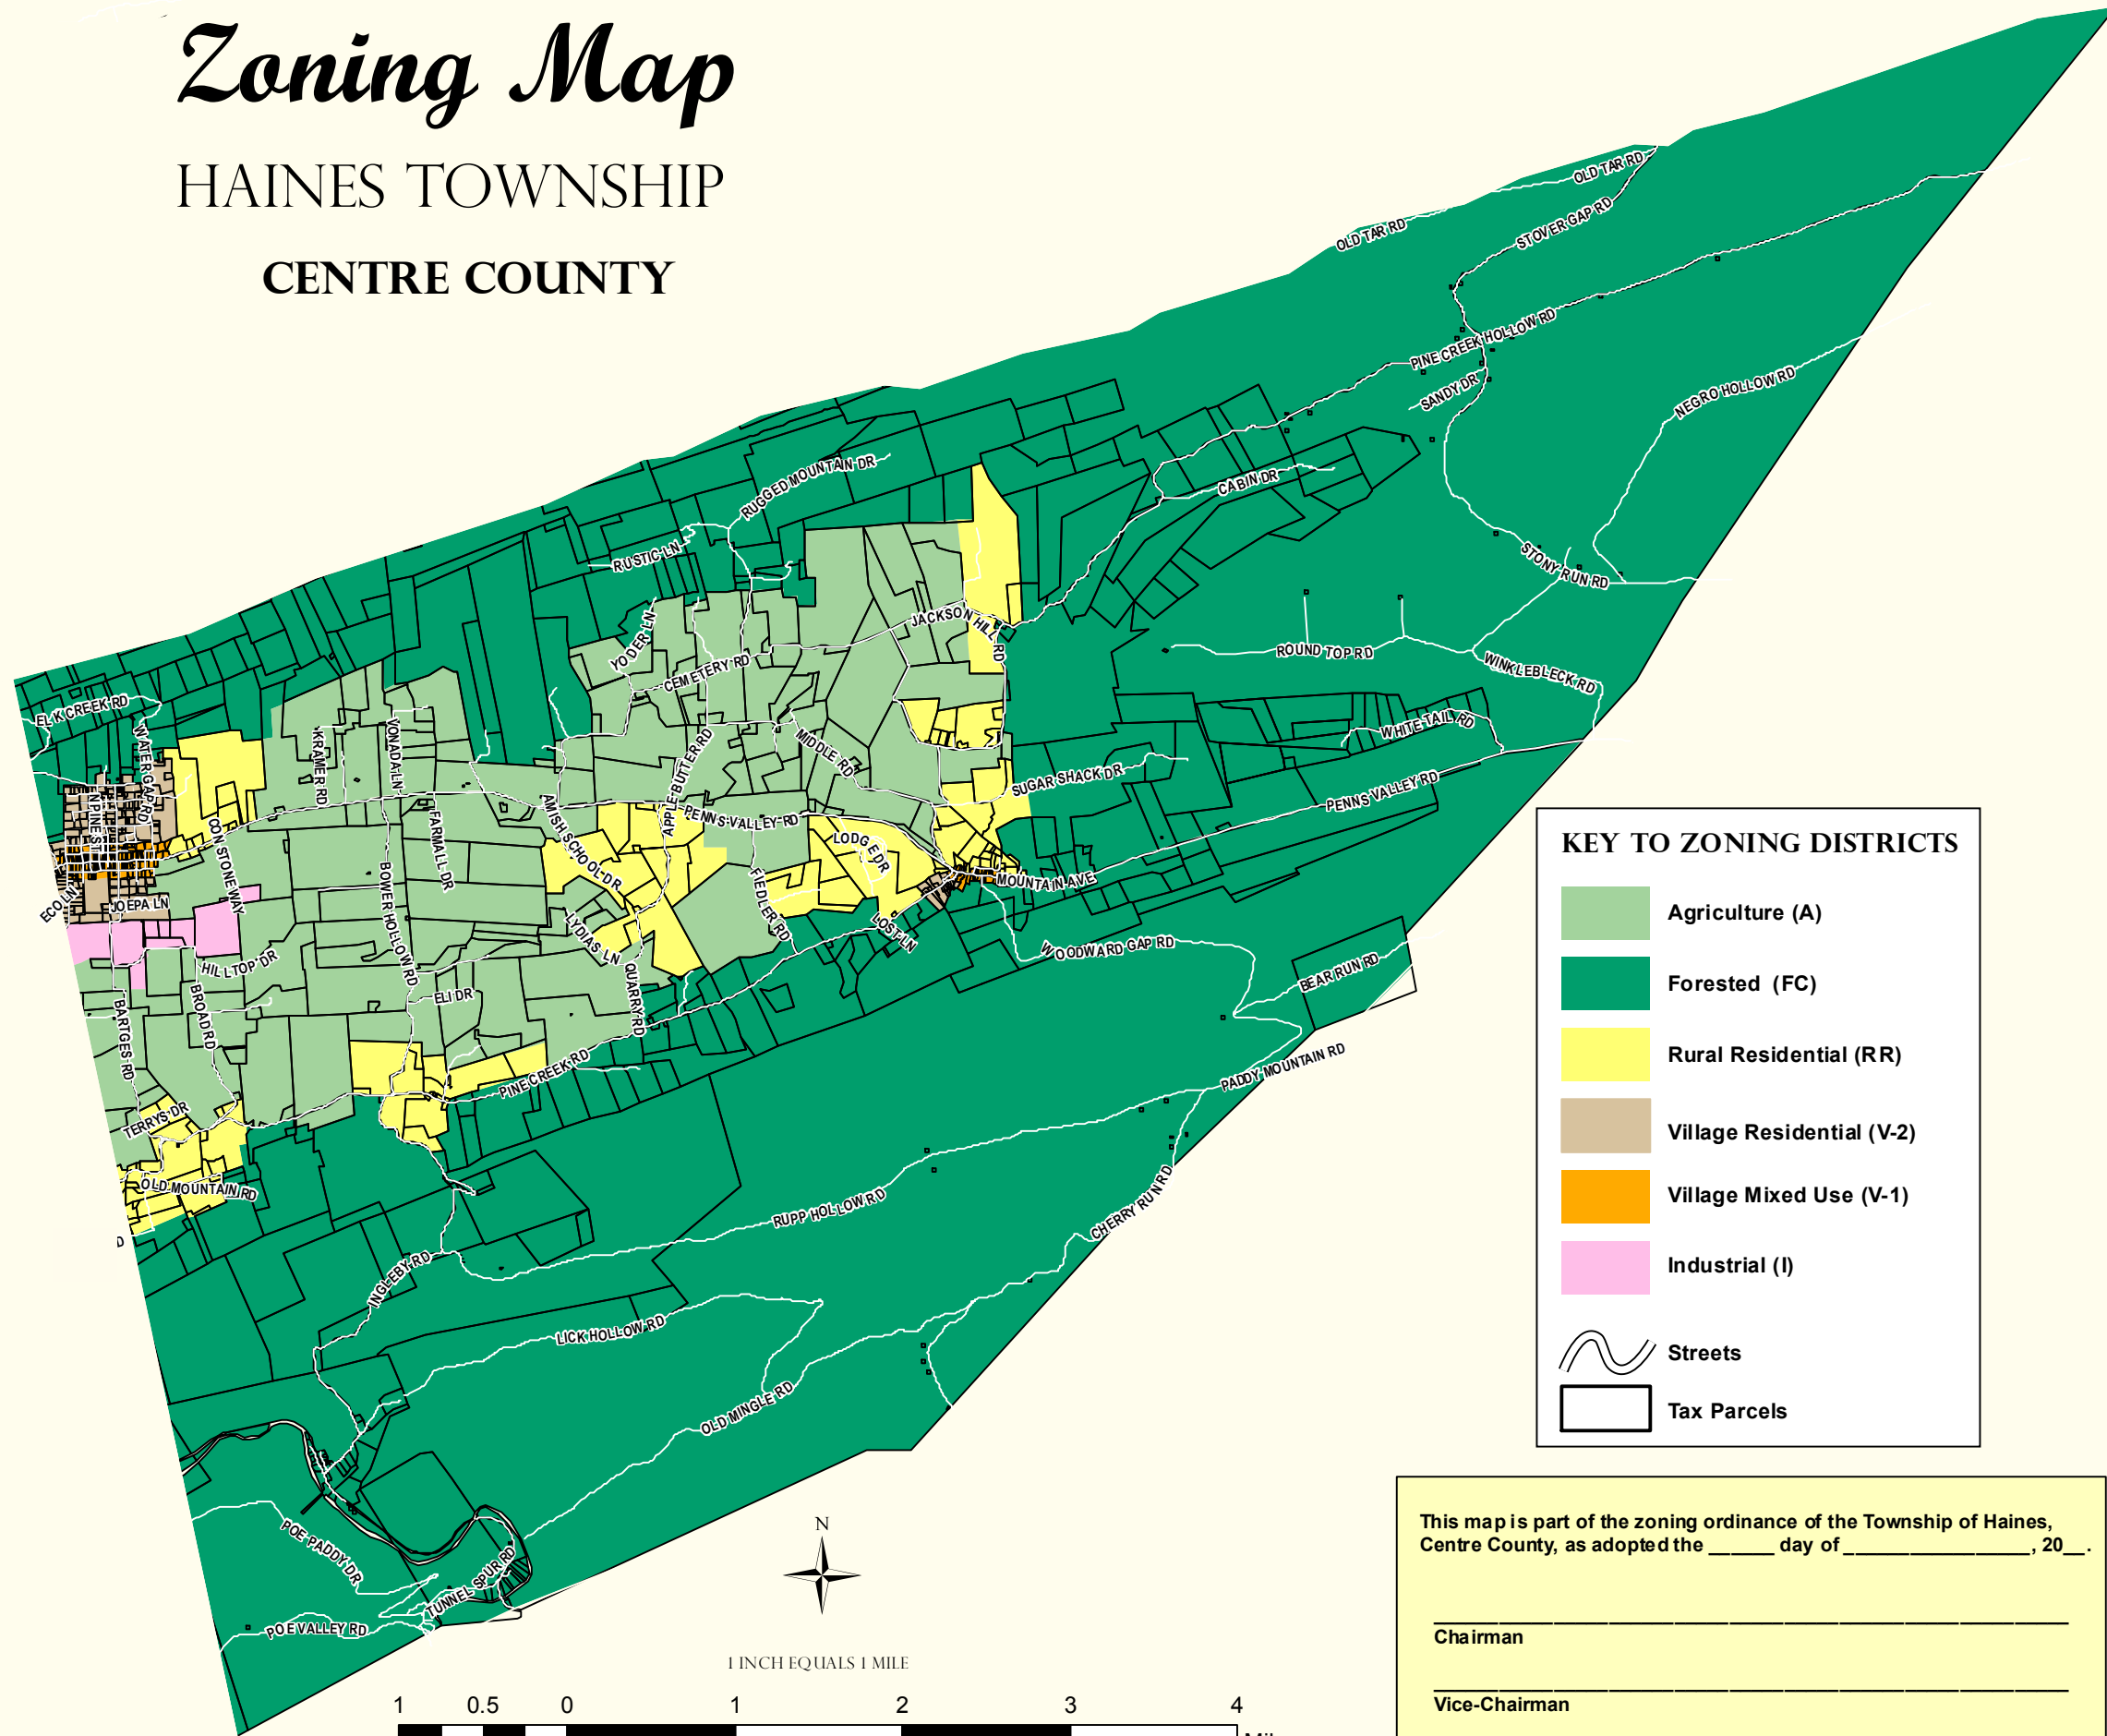 Zoning Map
HAINES TOWNSHIP
CENTRE COUNTY
OLD TAR RD
OLD TAR RD
STOVER GAP RD
PINE CREEK HOLLOW RD
SANDY DR
NEGRO HOLLOW RD
RUGGED MOUNTAIN DR
CABIN DR
RUSTIC LN
STONY RUN RD
JACKSON HILL RD
YODER LN
CEMETERY RD
ROUND TOP RD
WINKLEBLECK RD
ELK CREEK RD
WATER GAP RD
KRAMER RD
VONADA LN
WHITE TAIL RD
APPLE BUTTER RD
MIDDLE RD
SUGAR SHACK DR
PENNS VALLEY RD
NINE ST
CON STONE WAY
FARMALL DR
AMISH SCHOOL DR
PENNS VALLEY RD
LODGE DR
MOUNTAIN AVE
ECO LN
JOEPA LN
BOWER HOLLOW RD
FIEDLER RD
LOST LN
LYDIAS LN
HILLTOP DR
QUARRY RD
WOODWARD GAP RD
BEAR RUN RD
BARTGES RD
BROAD RD
ELI DR
PINE CREEK RD
PADDY MOUNTAIN RD
TERRYS DR
OLD MOUNTAIN RD
RUPP HOLLOW RD
CHERRY RUN RD
D
INGLEBY RD
LICK HOLLOW RD
OLD MINGLE RD
POE PADDY DR
TUNNEL SPUR RD
POE VALLEY RD
KEY TO ZONING DISTRICTS
Agriculture (A)
Forested (FC)
Rural Residential (RR)
Village Residential (V-2)
Village Mixed Use (V-1)
Industrial (I)
Streets
Tax Parcels
This map is part of the zoning ordinance of the Township of Haines,
Centre County, as adopted the ______ day of _________________, 20__.
Chairman
Vice-Chairman
N
1 INCH EQUALS 1 MILE
1 0.5 0 1 2 3 4